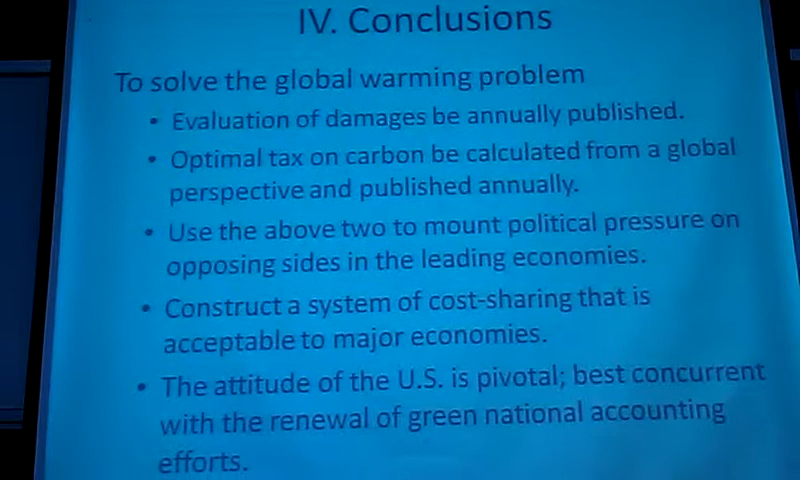 IV. Conclusions
To solve the global warming problem
• Evaluation of damages be annually published.
• Optimal tax on carbon be calculated from a global
perspective and published annually.
• Use the above two to mount political pressure on
opposing sides in the leading economies.
• Construct a system of cost-sharing that is
acceptable to major economies.
• The attitude of the U.S. is pivotal; best concurrent
with the renewal of green national accounting
efforts.